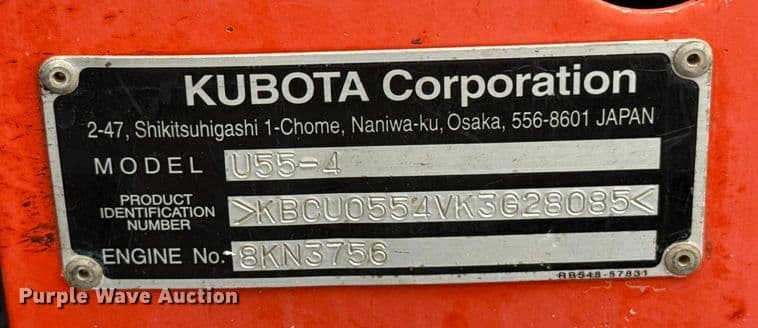 KUBOTA Corporation
2-47, Shikitsuhigashi 1-Chome, Naniwa-ku, Osaka, 556-8601 JAPAN
MODEL U55-4
PRODUCT
IDENTIFICATION
NUMBER
>KBCU0554VK3G28085<
ENGINE No. 8KN3756
RB548-57831
Purple Wave Auction